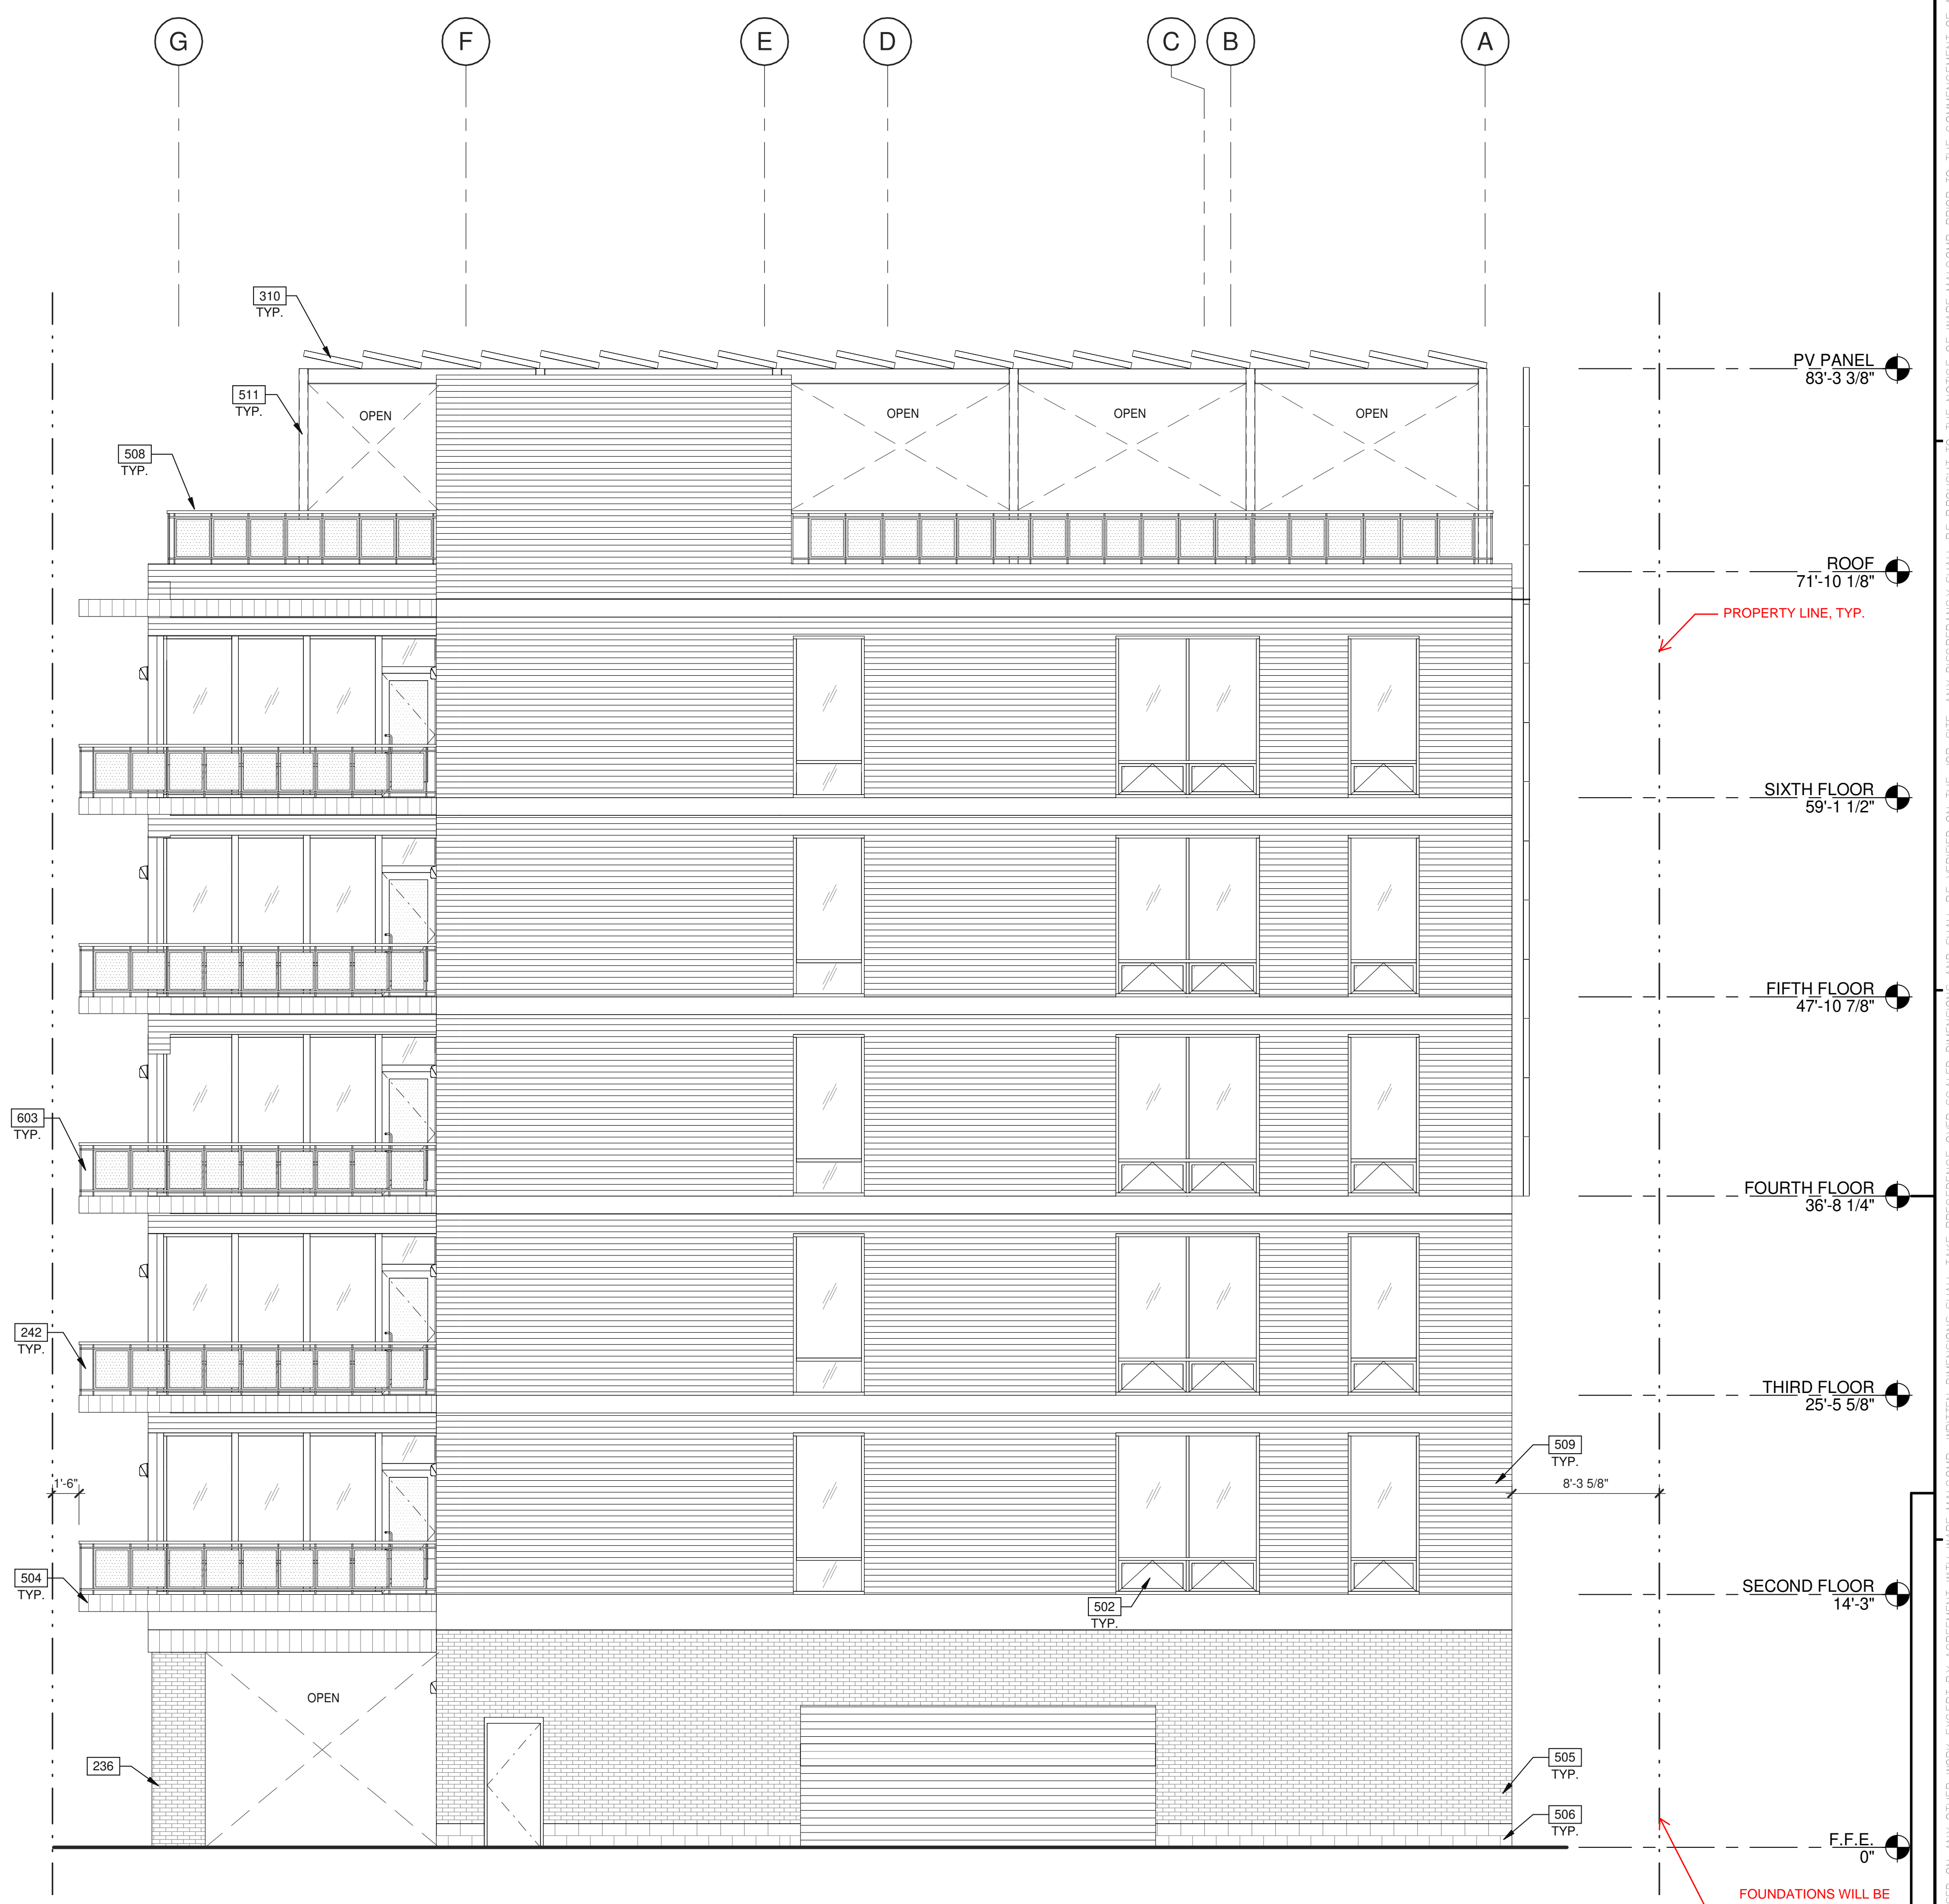 G
F
E
D
C
B
A
310
TYP.
511
TYP.
508
TYP.
OPEN
OPEN
OPEN
OPEN
PV PANEL
83'-3 3/8"
ROOF
71'-10 1/8"
PROPERTY LINE, TYP.
SIXTH FLOOR
59'-1 1/2"
FIFTH FLOOR
47'-10 7/8"
603
TYP.
FOURTH FLOOR
36'-8 1/4"
242
TYP.
THIRD FLOOR
25'-5 5/8"
509
TYP.
1'-6"
8'-3 5/8"
504
TYP.
502
TYP.
SECOND FLOOR
14'-3"
OPEN
236
505
TYP.
506
TYP.
F.F.E.
0"
FOUNDATIONS WILL BE